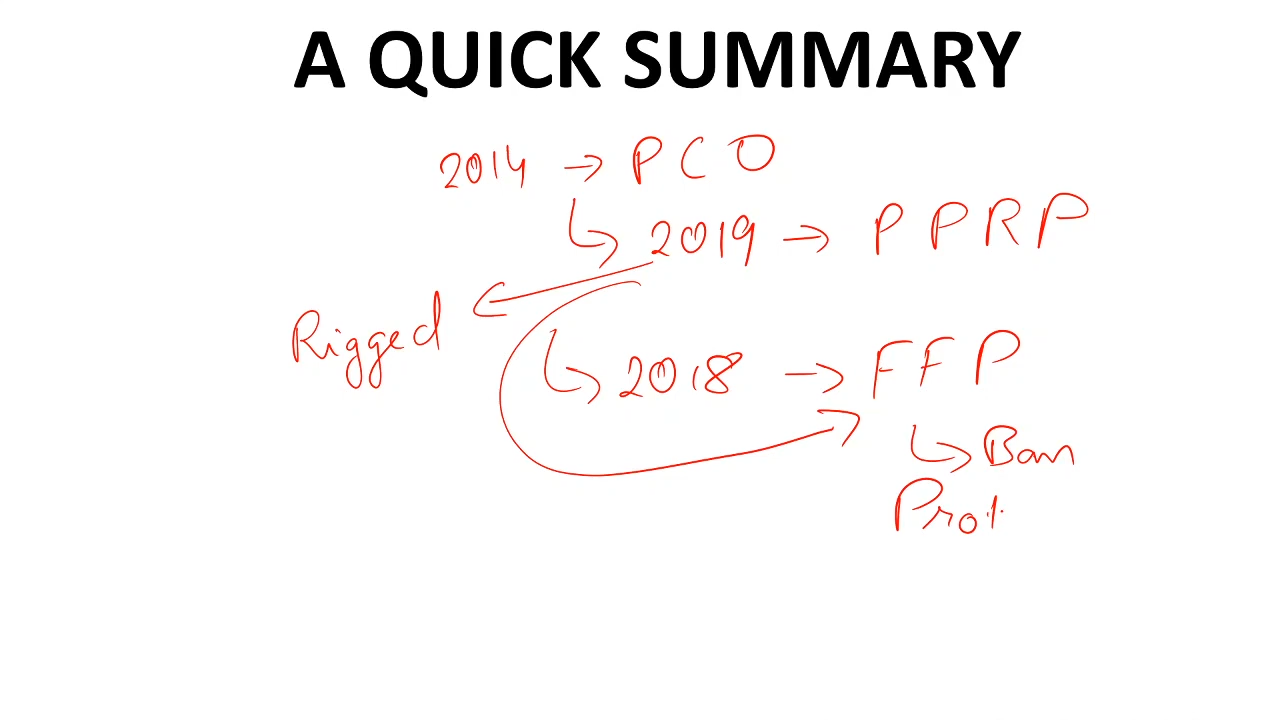 A QUICK SUMMARY
2014 → PCO
↳ 2019 → PPRP
Rigged
↳ 2018 → FFP
↳ Ban
Prot